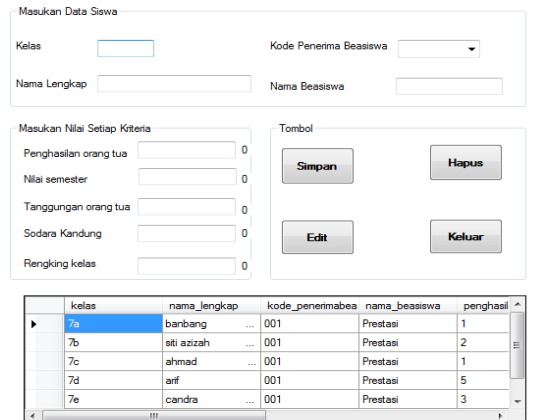 Masukan Data Siswa
Kelas
Kode Penerima Beasiswa
Nama Lengkap
Nama Beasiswa
Masukan Nilai Setiap Kriteria
Penghasilan orang tua 0
Nilai semester 0
Tanggungan orang tua 0
Sodara Kandung 0
Rengking kelas 0
Tombol
Simpan Hapus
Edit Keluar
kelas nama_lengkap kode_penerimabea nama_beasiswa penghasil
7a banbang ... 001 Prestasi 1
7b siti azizah ... 001 Prestasi 2
7c ahmad ... 001 Prestasi 1
7d arif 001 Prestasi 5
7e candra ... 001 Prestasi 3